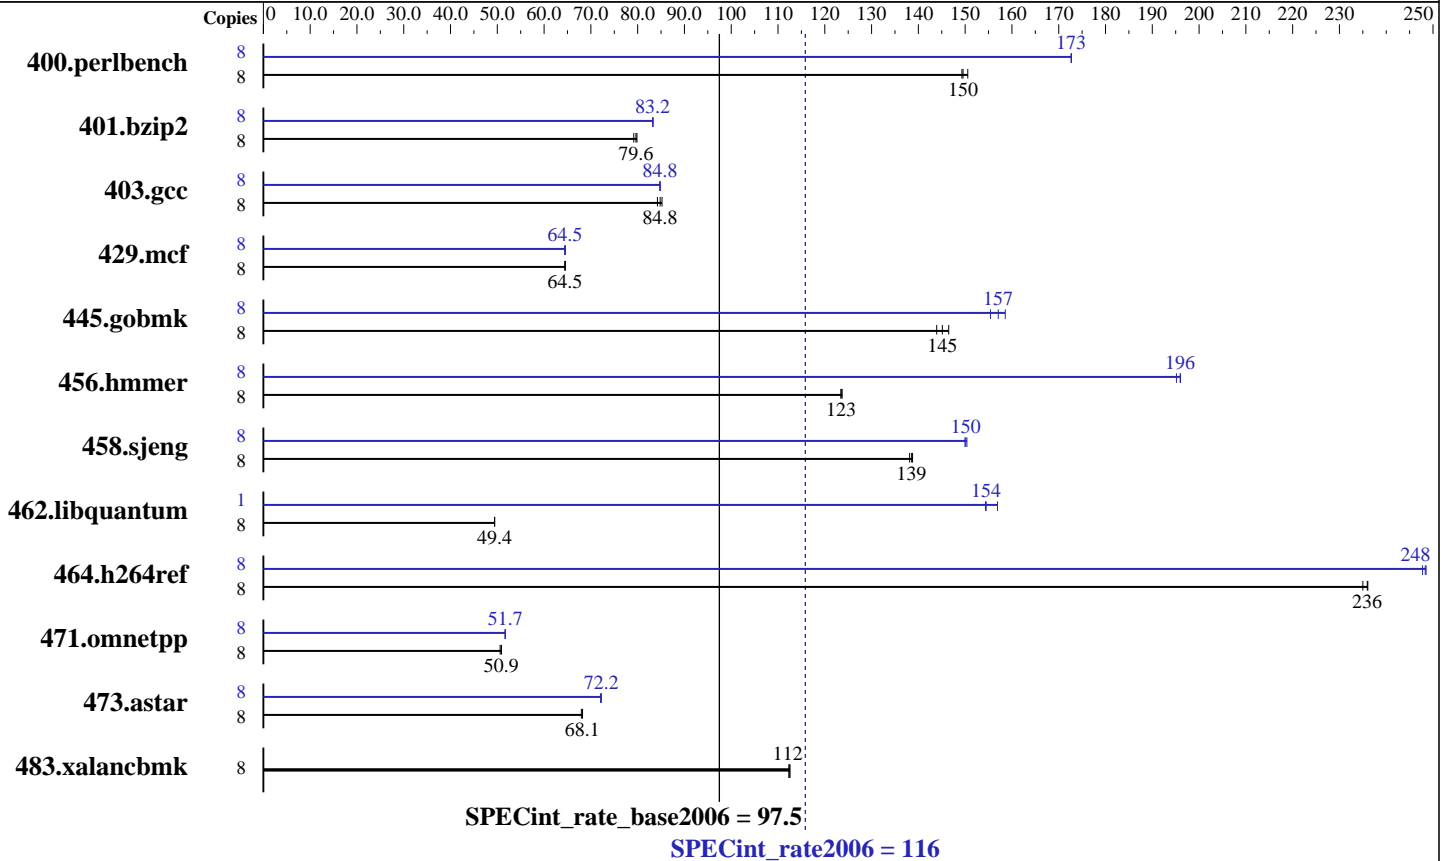 Copies 0 10.0 20.0 30.0 40.0 50.0 60.0 70.0 80.0 90.0 100 110 120 130 140 150 160 170 180 190 200 210 220 230 250
400.perlbench 8 173
8 150
401.bzip2 8 83.2
8 79.6
403.gcc 8 84.8
8 84.8
429.mcf 8 64.5
8 64.5
445.gobmk 8 157
8 145
456.hmmer 8 196
8 123
458.sjeng 8 150
8 139
462.libquantum 1 154
8 49.4
464.h264ref 8 248
8 236
471.omnetpp 8 51.7
8 50.9
473.astar 8 72.2
8 68.1
483.xalancbmk 8 112
SPECint_rate_base2006 = 97.5
SPECint_rate2006 = 116